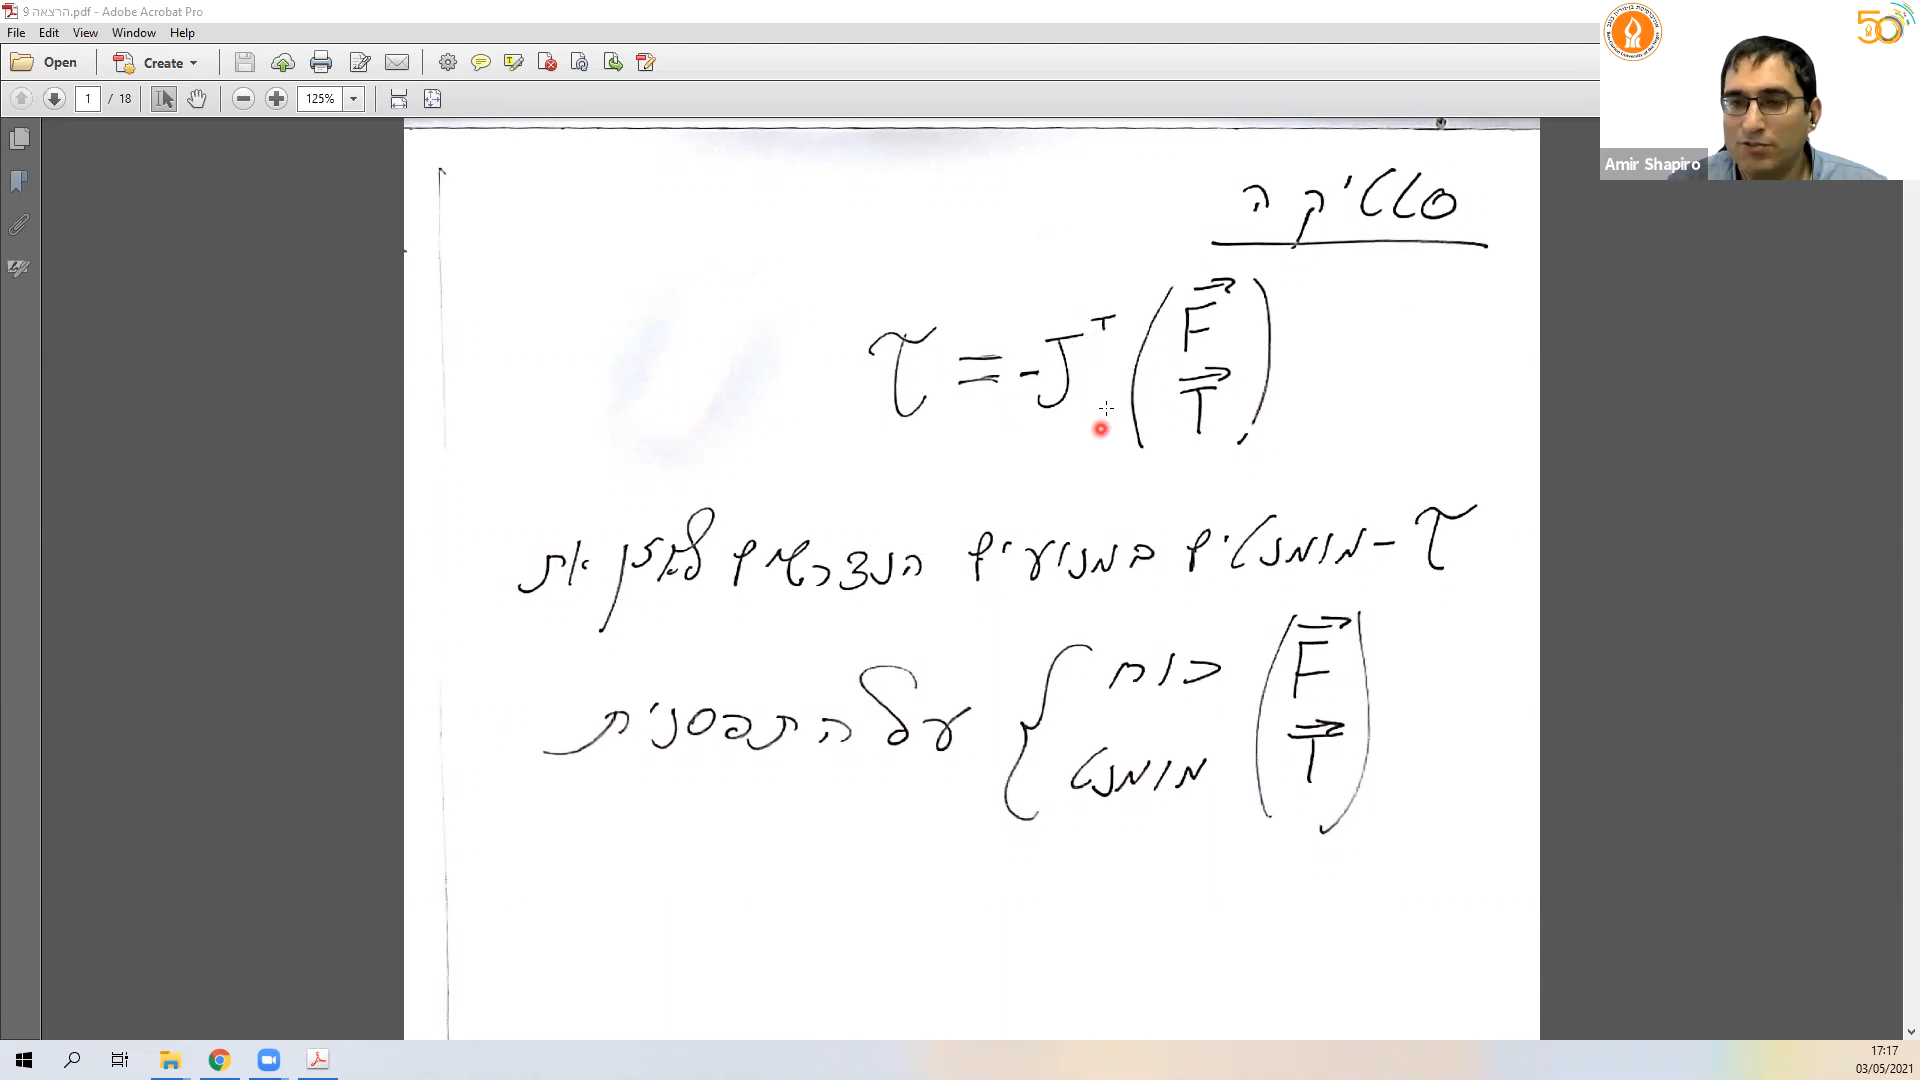 הרצאה 9.pdf - Adobe Acrobat Pro
File Edit View Window Help
Open Create
1 / 18 125%
Amir Shapiro
50
סטטיקה
τ = -J^T (F⃗ T⃗)
τ - מומנטים במנועים הנדרשים לאזן את
(F⃗ T⃗) { כוח מומנט על התפסנית
17:17
03/05/2021